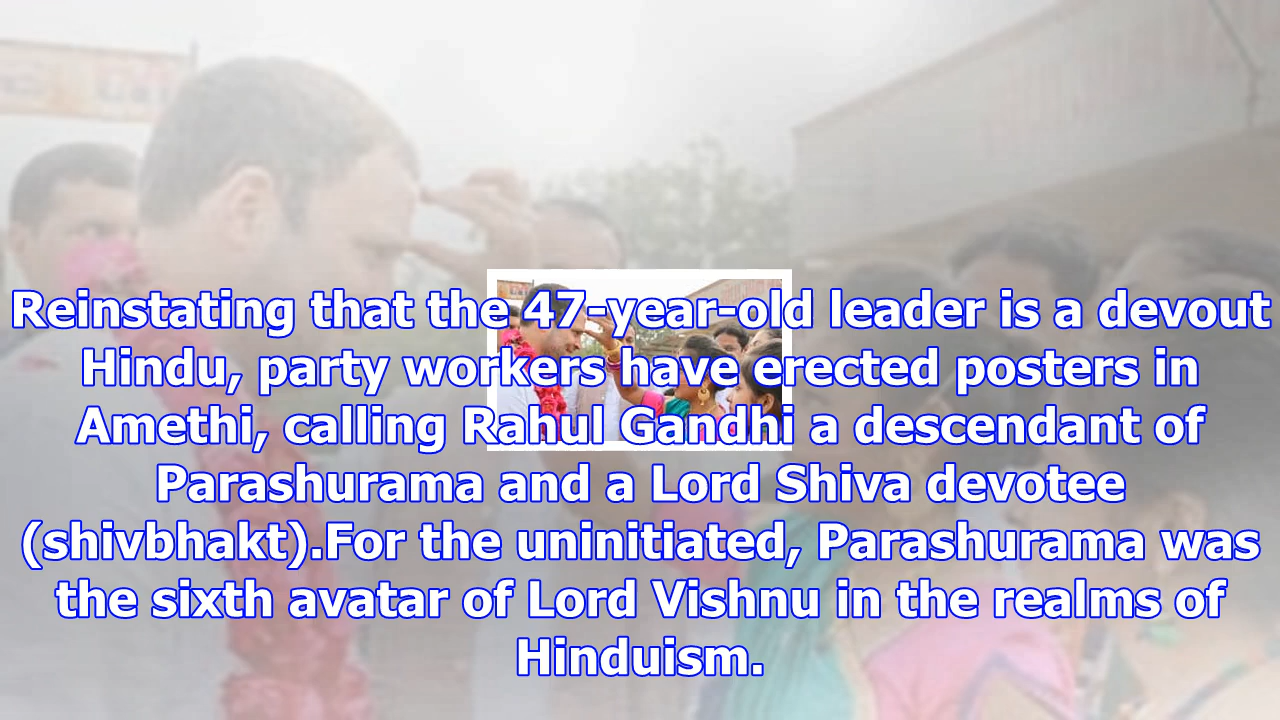 Reinstating that the 47-year-old leader is a devout
Hindu, party workers have erected posters in
Amethi, calling Rahul Gandhi a descendant of
Parashurama and a Lord Shiva devotee
(shivbhakt).For the uninitiated, Parashurama was
the sixth avatar of Lord Vishnu in the realms of
Hinduism.